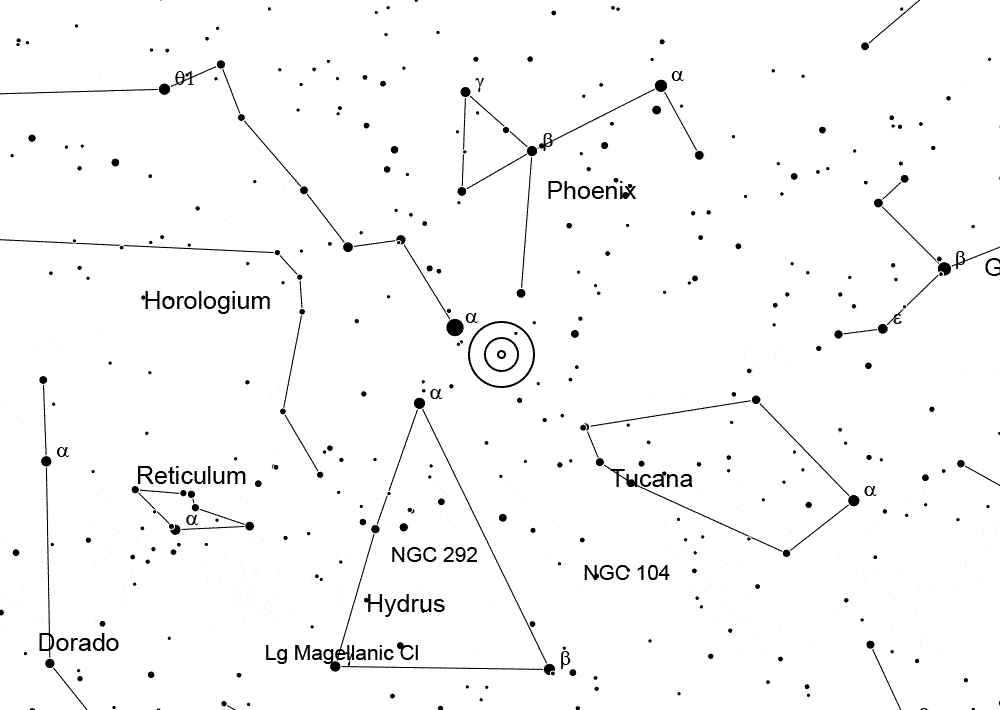 θ1
γ
α
β
Phoenix
β
G
Horologium
α
ε
α
α
Reticulum
Tucana
α
α
NGC 292
NGC 104
Hydrus
Dorado
Lg Magellanic Cl
β